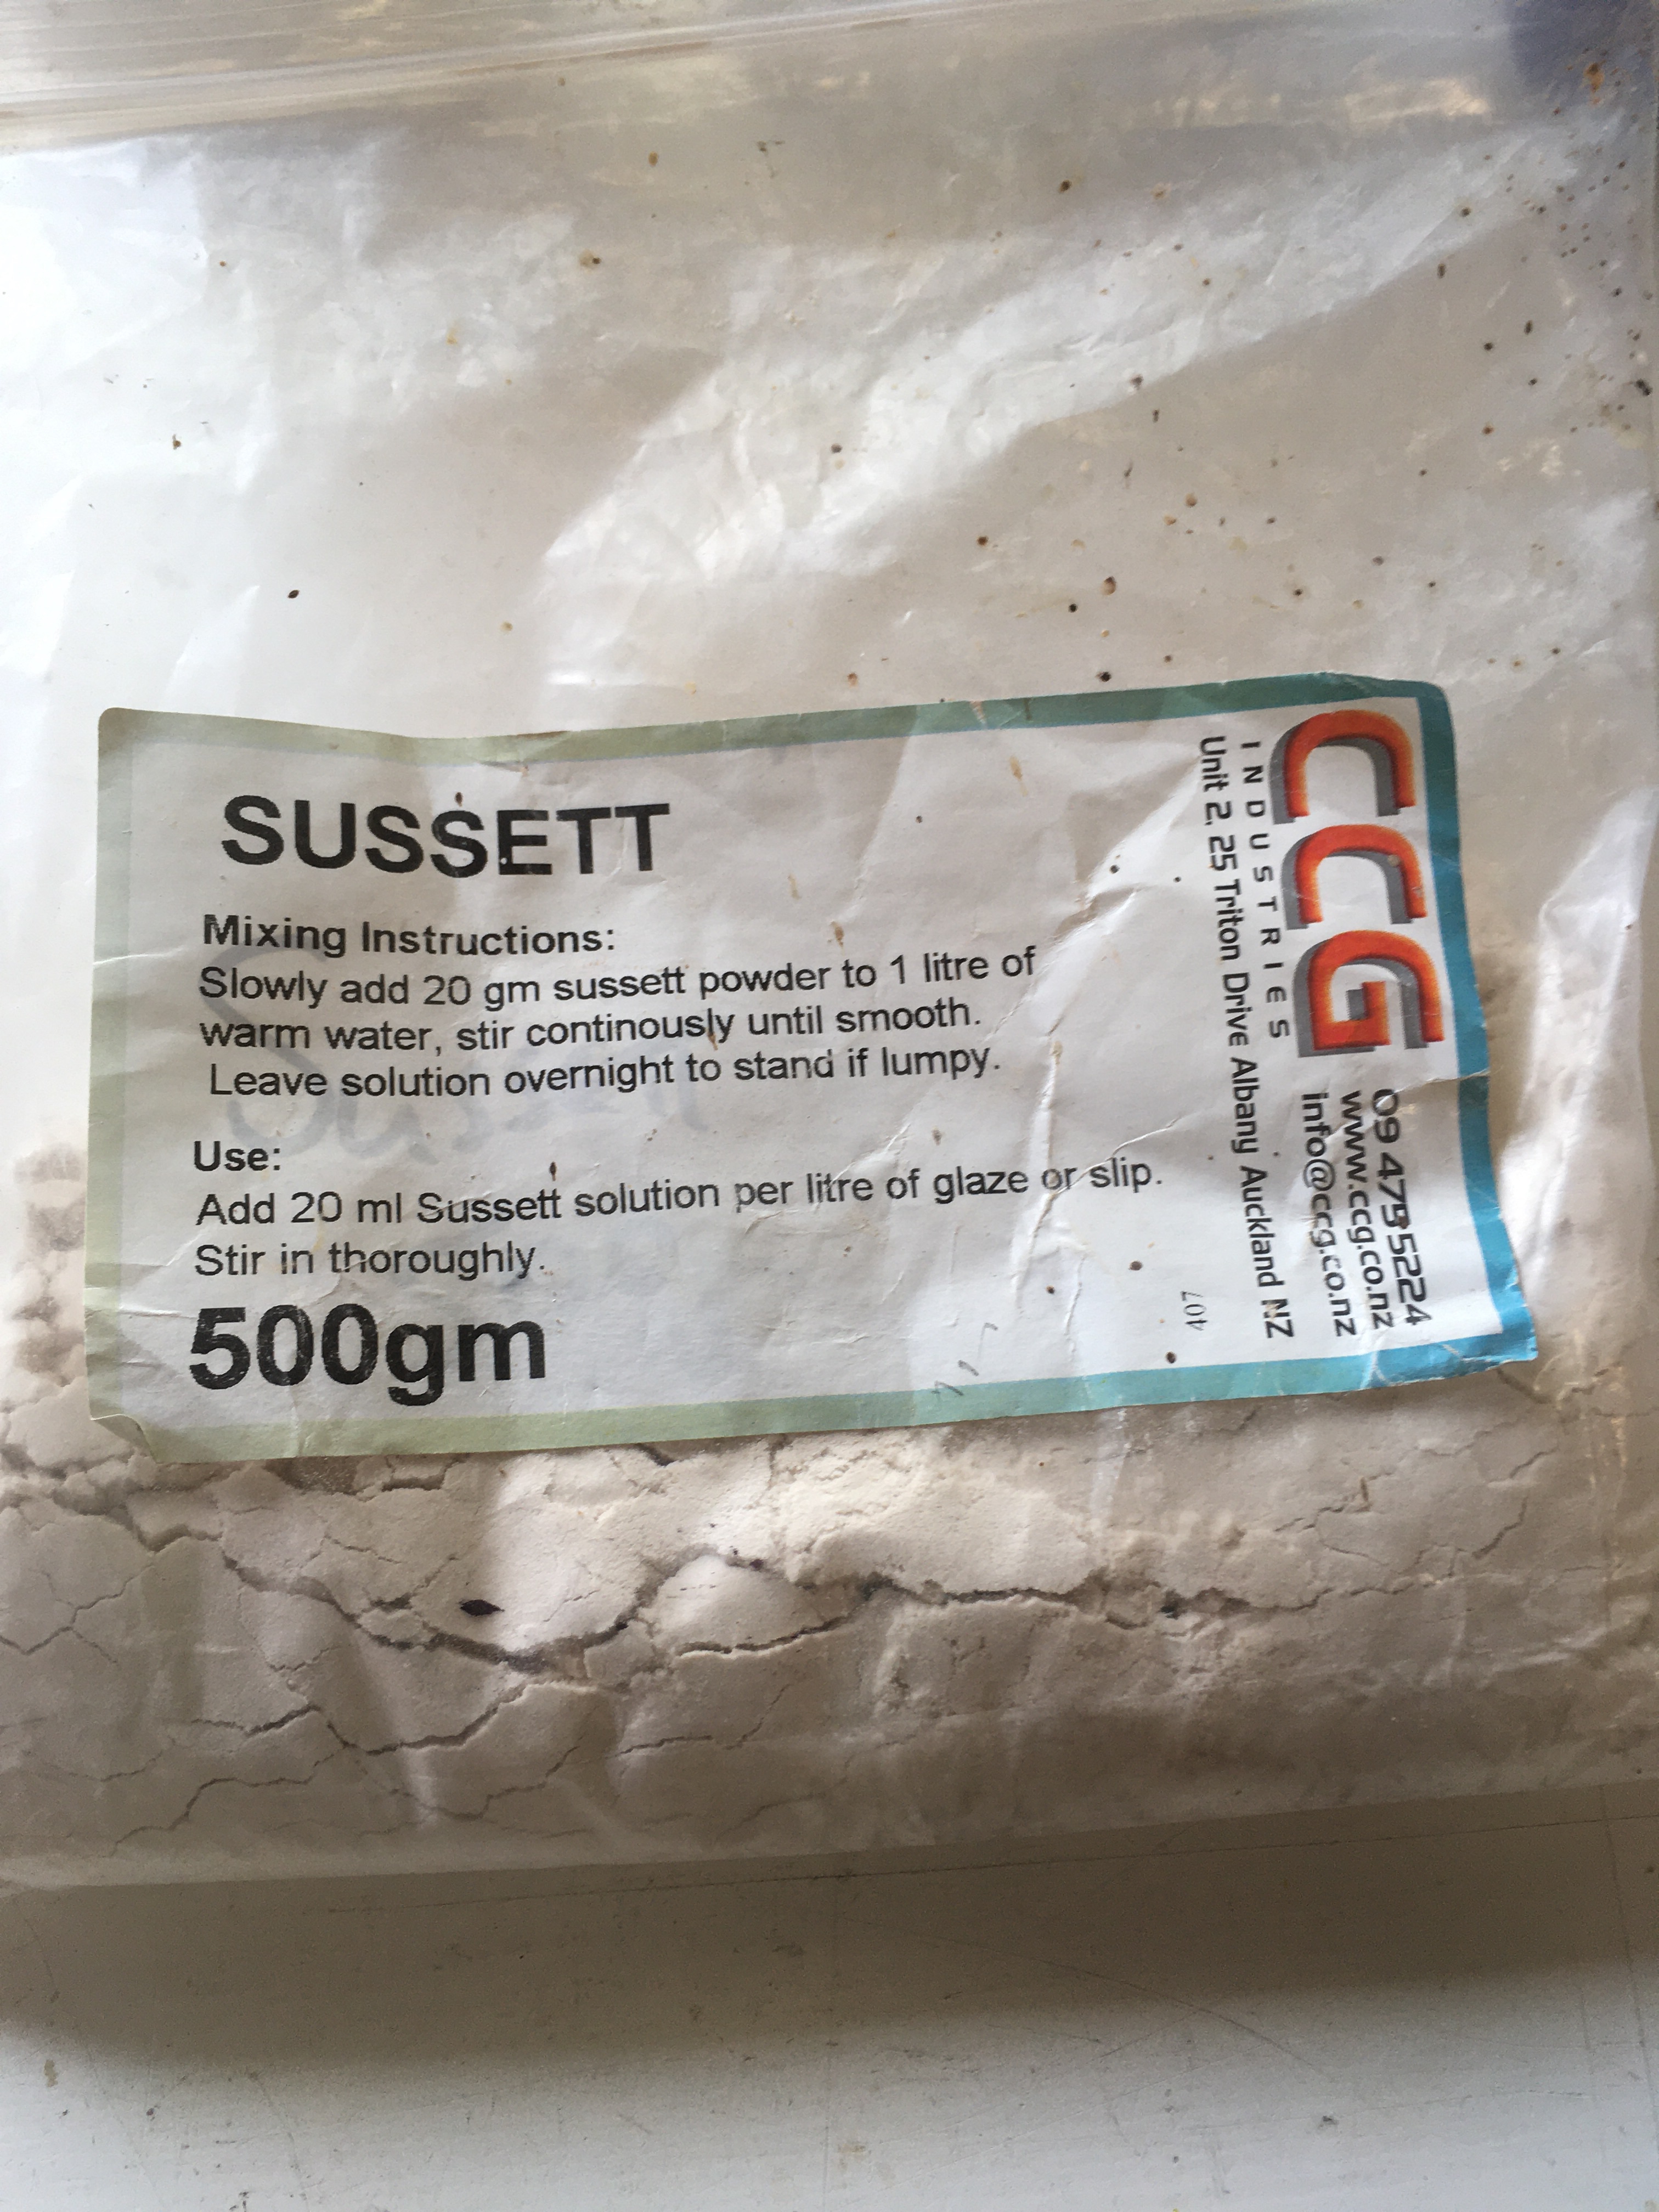 SUSSETT
Mixing Instructions:
Slowly add 20 gm sussett powder to 1 litre of
warm water, stir continously until smooth.
Leave solution overnight to stand if lumpy.
Use:
Add 20 ml Sussett solution per litre of glaze or slip.
Stir in thoroughly.
500gm
CCG
INDUSTRIES
Unit 2, 25 Triton Drive Albany Auckland NZ
09 475 5224
www.ccg.co.nz
info@ccg.co.nz
407